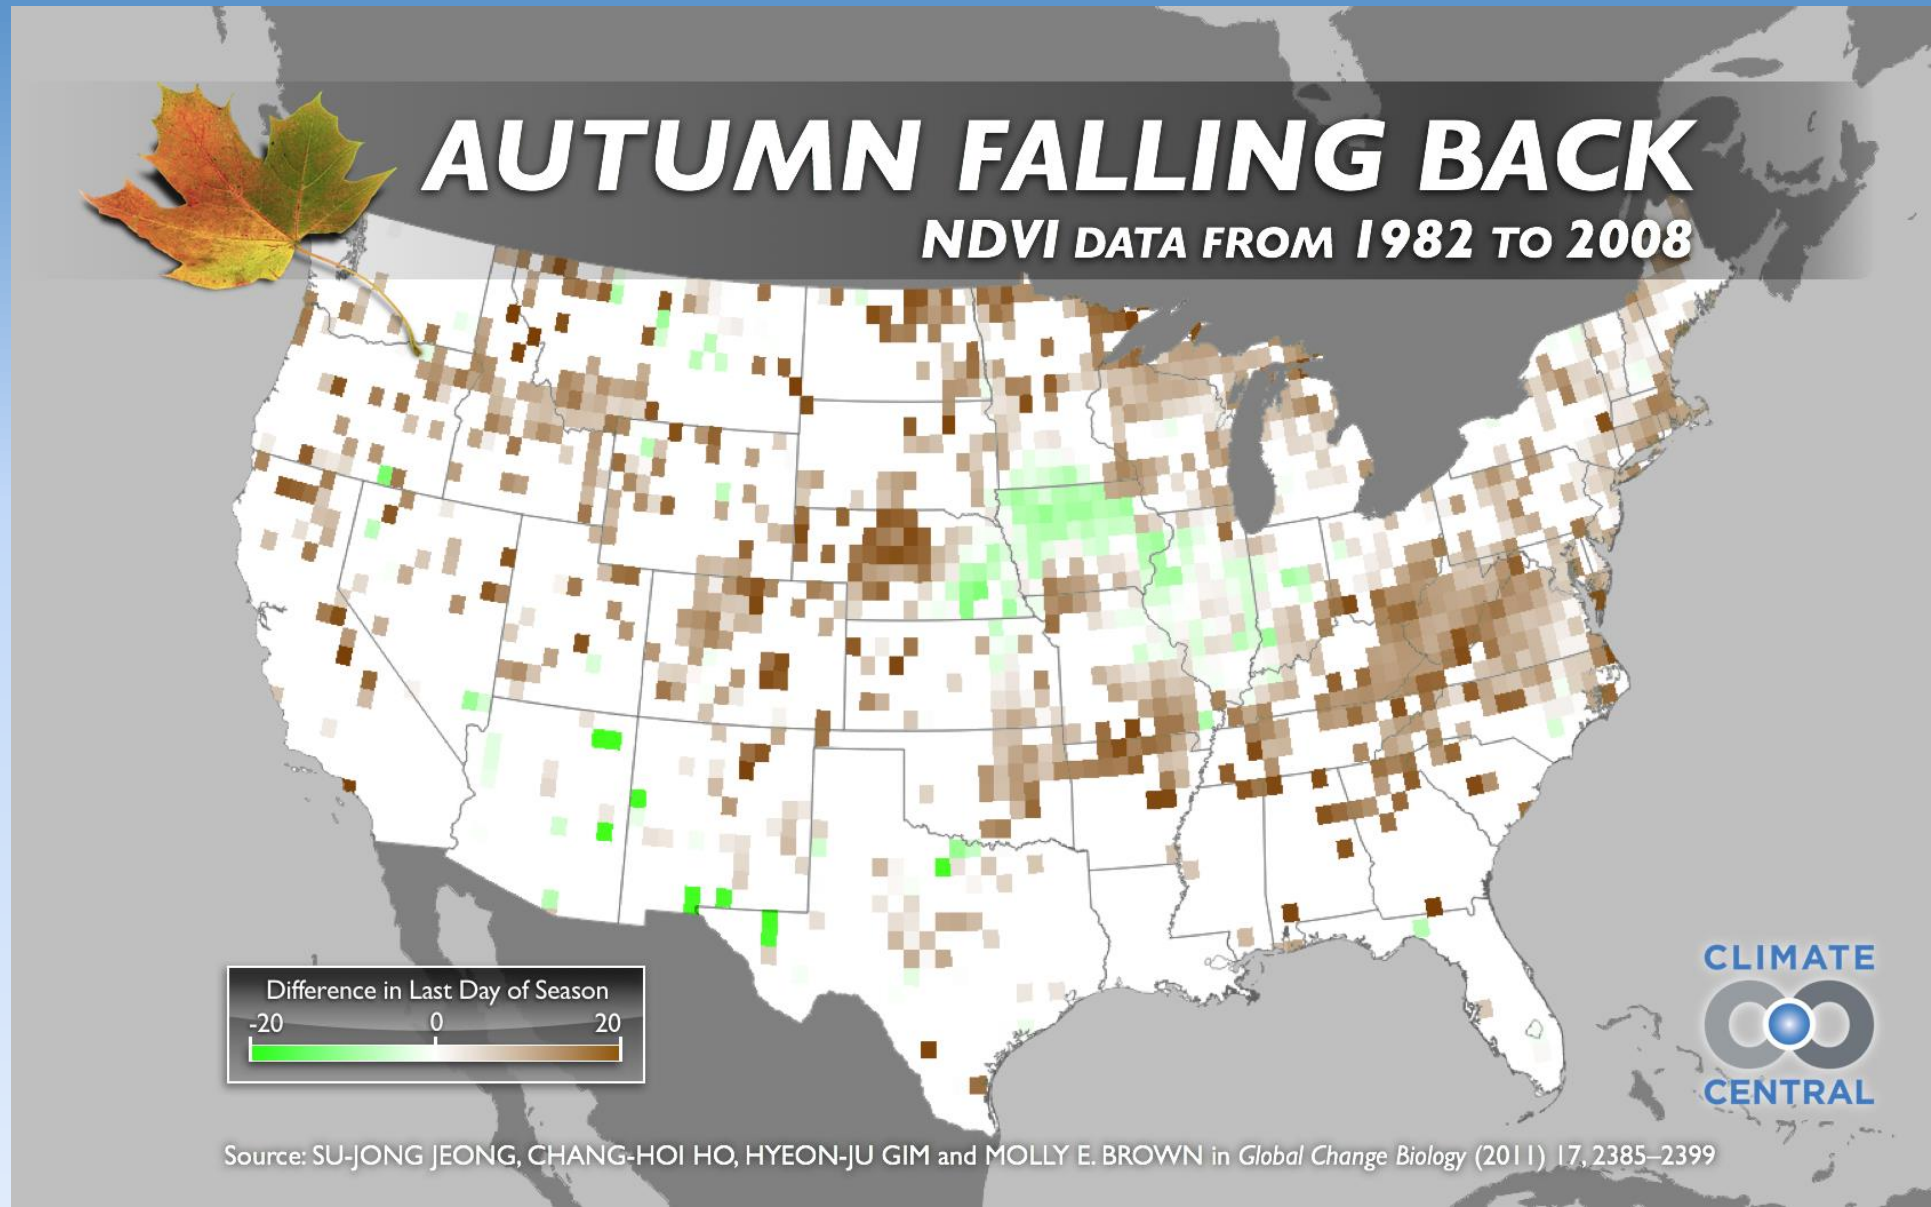 AUTUMN FALLING BACK
NDVI DATA FROM 1982 TO 2008
Difference in Last Day of Season
-20 0 20
CLIMATE
CENTRAL
Source: SU-JONG JEONG, CHANG-HOI HO, HYEON-JU GIM and MOLLY E. BROWN in Global Change Biology (2011) 17, 2385–2399